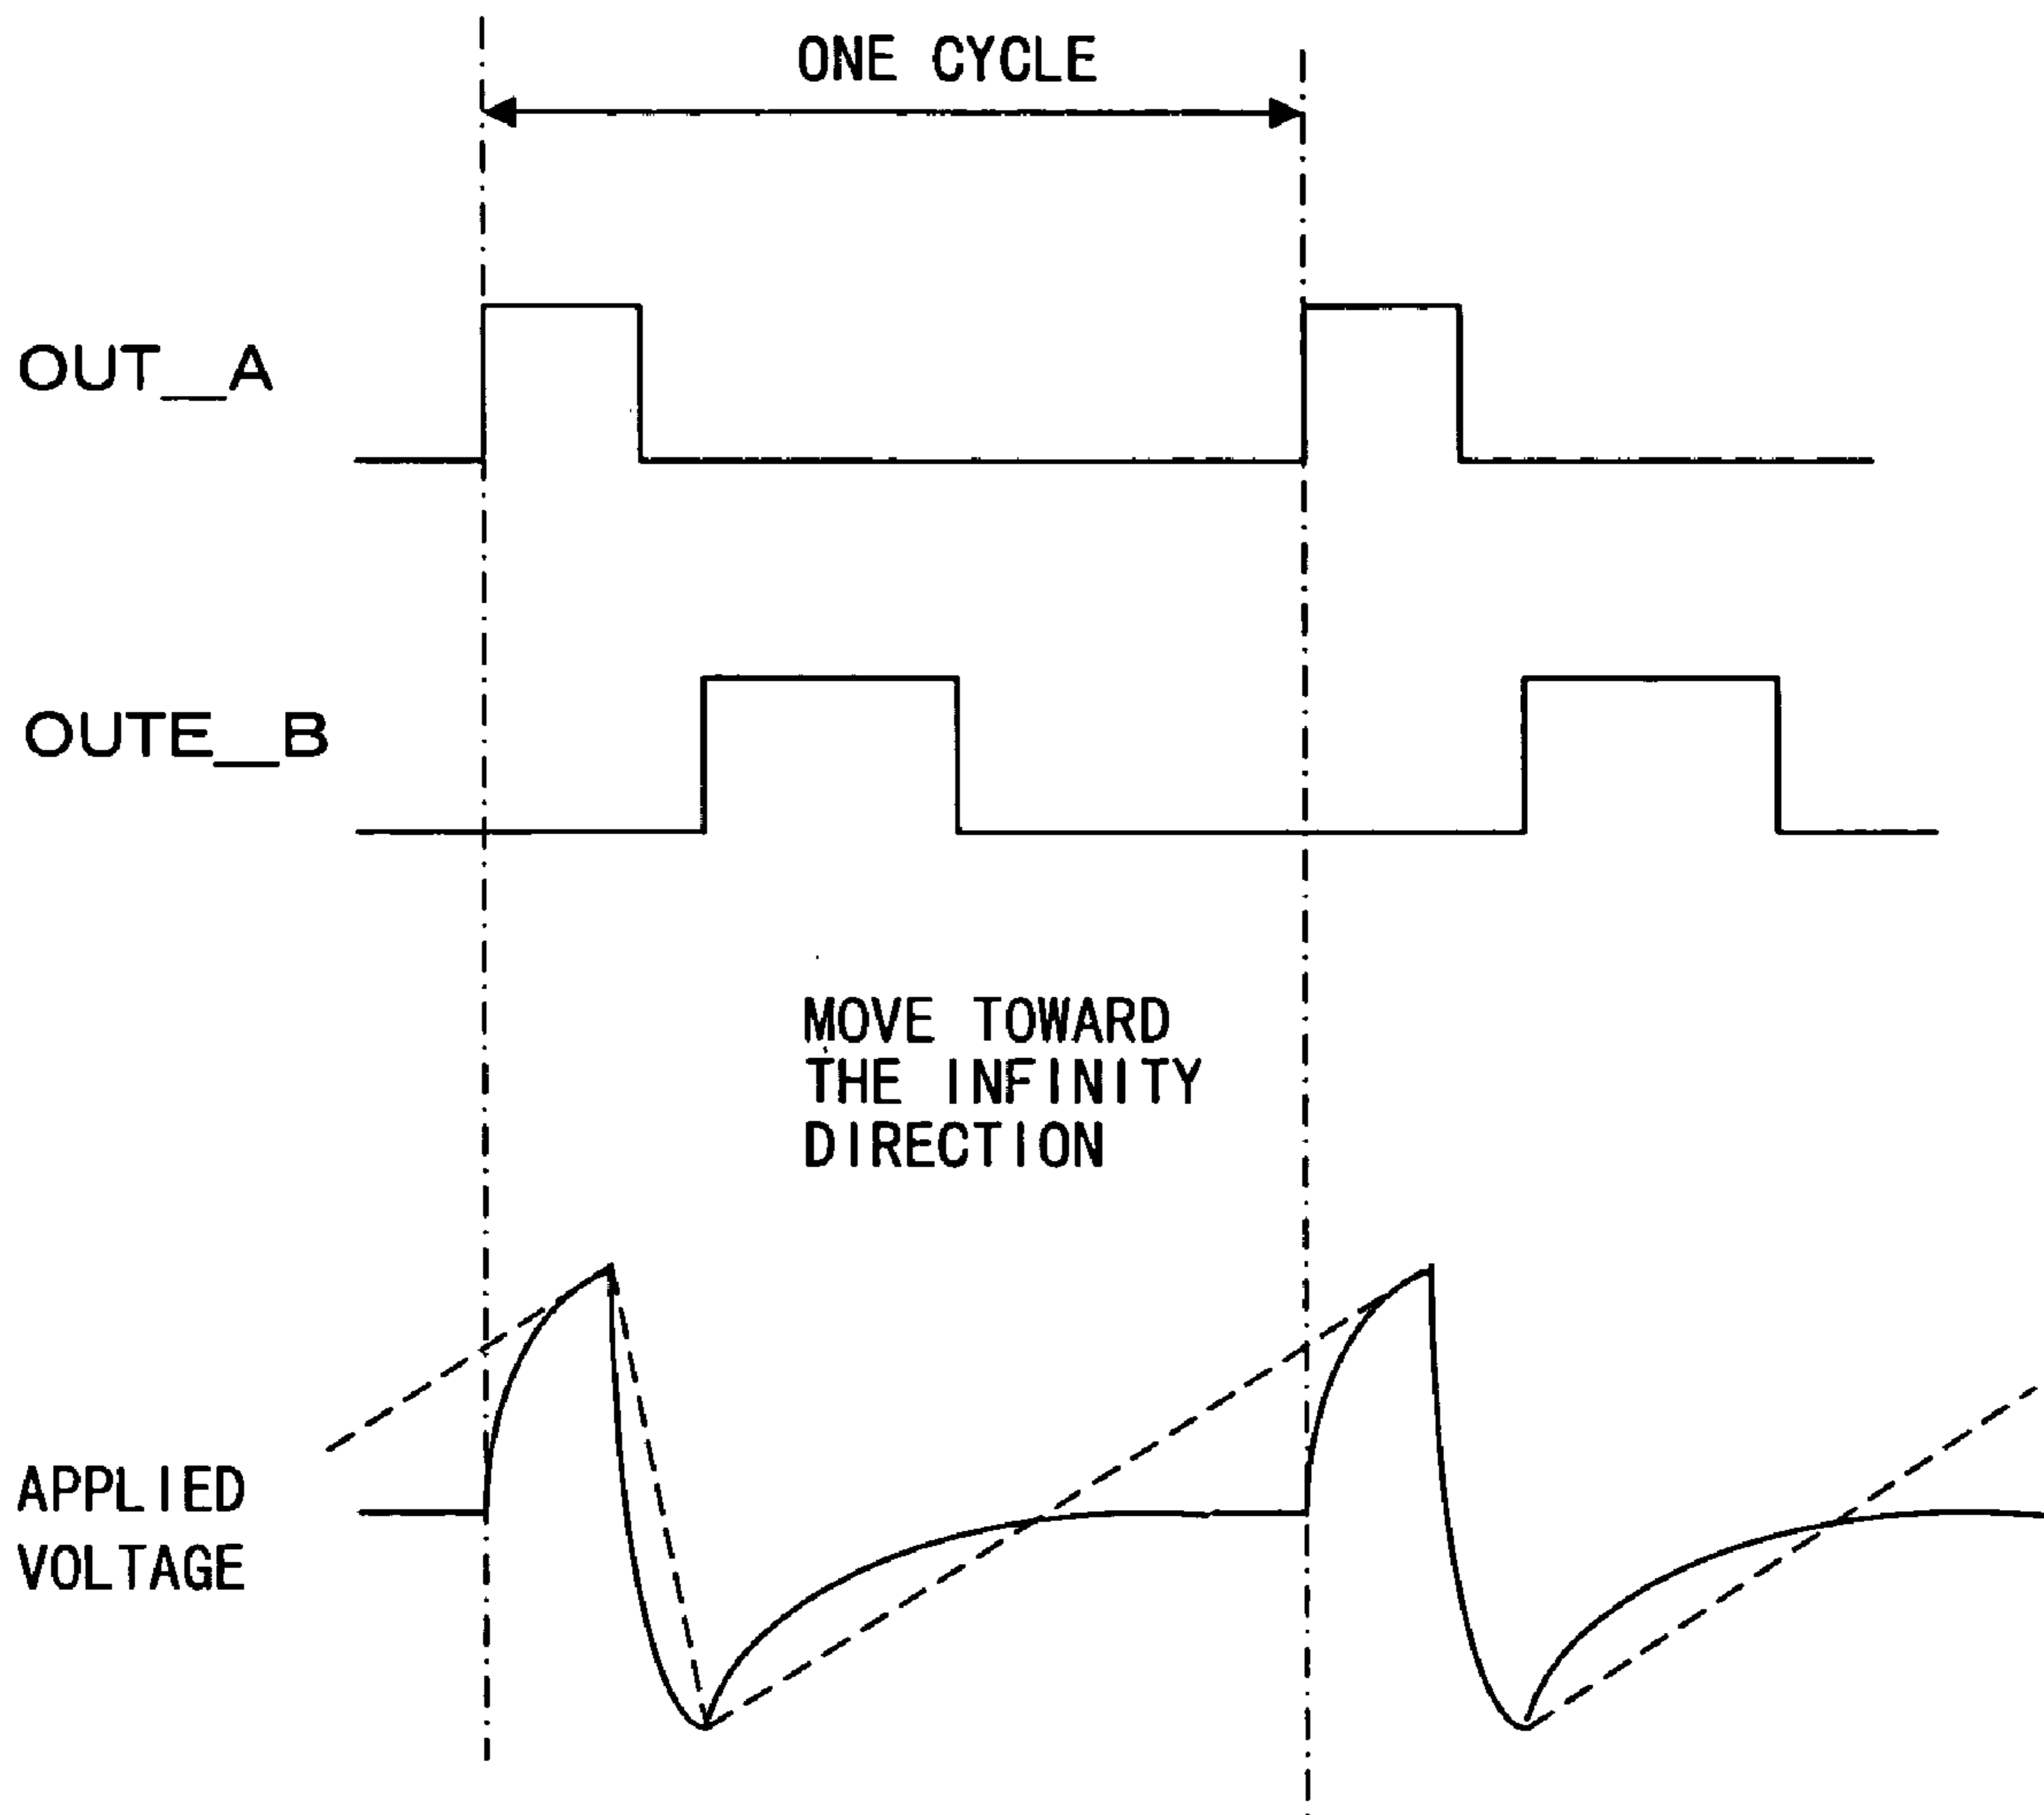 ONE CYCLE
OUT__A
OUTE__B
MOVE TOWARD
THE INFINITY
DIRECTION
APPLIED
VOLTAGE